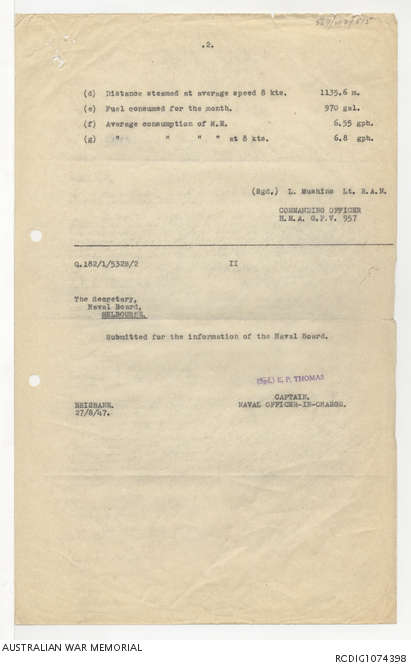 .2.
(d) Distance steamed at average speed 8 kts. 1135.6 m.
(e) Fuel consumed for the month. 970 gal.
(f) Average consumption of M.E. 6.55 gph.
(g) " " " " at 8 kts. 6.8 gph.
(Sgd.) L. Mushins Lt. R.A.N.
COMMANDING OFFICER
H.M.A. G.P.V. 957
Q.182/1/532B/2 II
The Secretary,
Naval Board,
MELBOURNE.
Submitted for the information of the Naval Board.
(Sgd.) E. P. THOMAS
CAPTAIN.
BRISBANE. NAVAL OFFICER-IN-CHARGE.
27/8/47.
AUSTRALIAN WAR MEMORIAL
RCDIG1074398